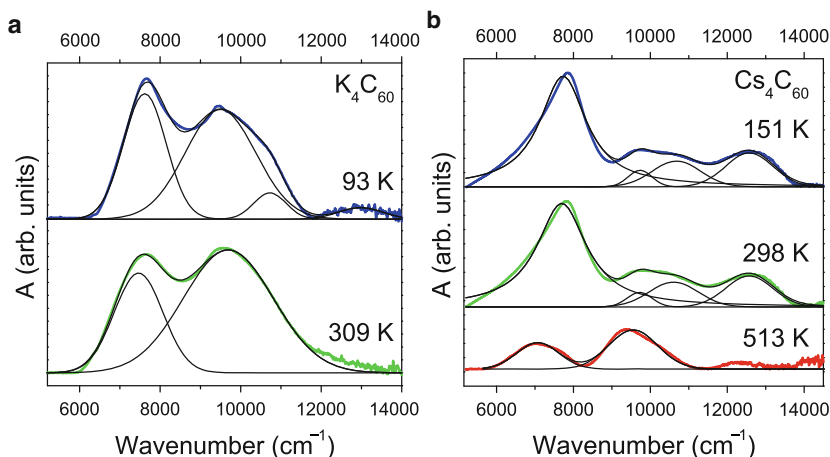 a
6000 8000 10000 12000 14000
K₄C₆₀
93 K
309 K
A (arb. units)
6000 8000 10000 12000 14000
Wavenumber (cm⁻¹)
b
6000 8000 10000 12000 14000
Cs₄C₆₀
151 K
298 K
513 K
A (arb. units)
6000 8000 10000 12000 14000
Wavenumber (cm⁻¹)